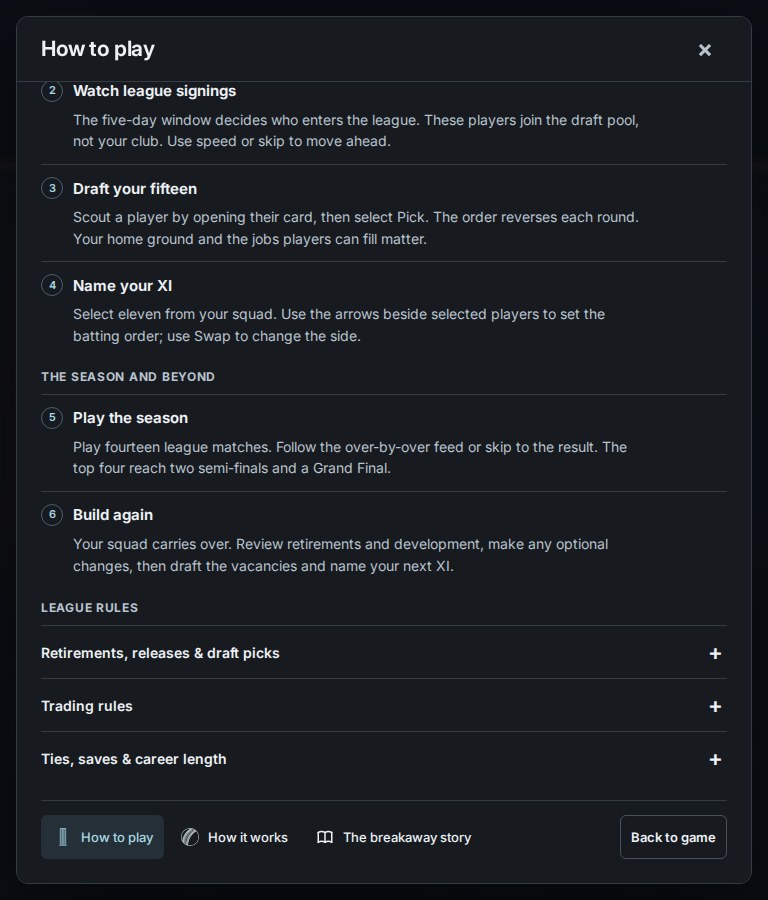 How to play
×
2 Watch league signings
The five-day window decides who enters the league. These players join the draft pool,
not your club. Use speed or skip to move ahead.
3 Draft your fifteen
Scout a player by opening their card, then select Pick. The order reverses each round.
Your home ground and the jobs players can fill matter.
4 Name your XI
Select eleven from your squad. Use the arrows beside selected players to set the
batting order; use Swap to change the side.
THE SEASON AND BEYOND
5 Play the season
Play fourteen league matches. Follow the over-by-over feed or skip to the result. The
top four reach two semi-finals and a Grand Final.
6 Build again
Your squad carries over. Review retirements and development, make any optional
changes, then draft the vacancies and name your next XI.
LEAGUE RULES
Retirements, releases & draft picks +
Trading rules +
Ties, saves & career length +
How to play How it works The breakaway story Back to game